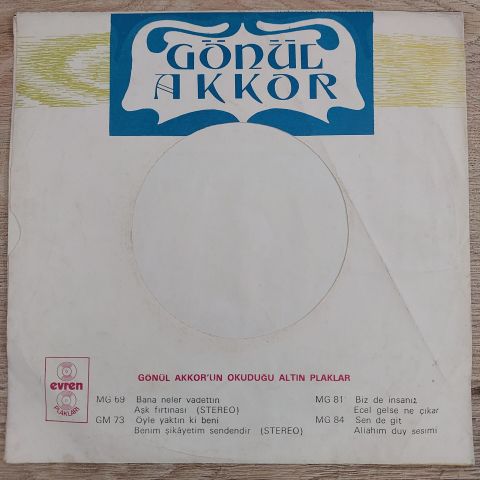 GÖNÜL
AKKOR
GÖNÜL AKKOR'UN OKUDUĞU ALTIN PLAKLAR
evren
PLAKLARI
MG 69 Bana neler vadettin
Aşk fırtınası (STEREO)
GM 73 Öyle yaktın ki beni
Benim şikâyetim sendendir (STEREO)
MG 81 Biz de insanız
Ecel gelse ne çıkar
MG 84 Sen de git
Allahım duy sesimi